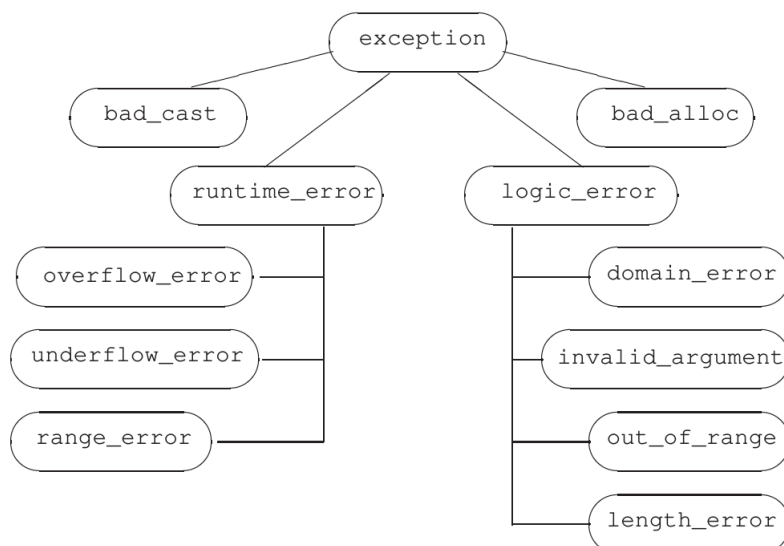 exception
bad_cast
bad_alloc
runtime_error
logic_error
overflow_error
domain_error
underflow_error
invalid_argument
range_error
out_of_range
length_error